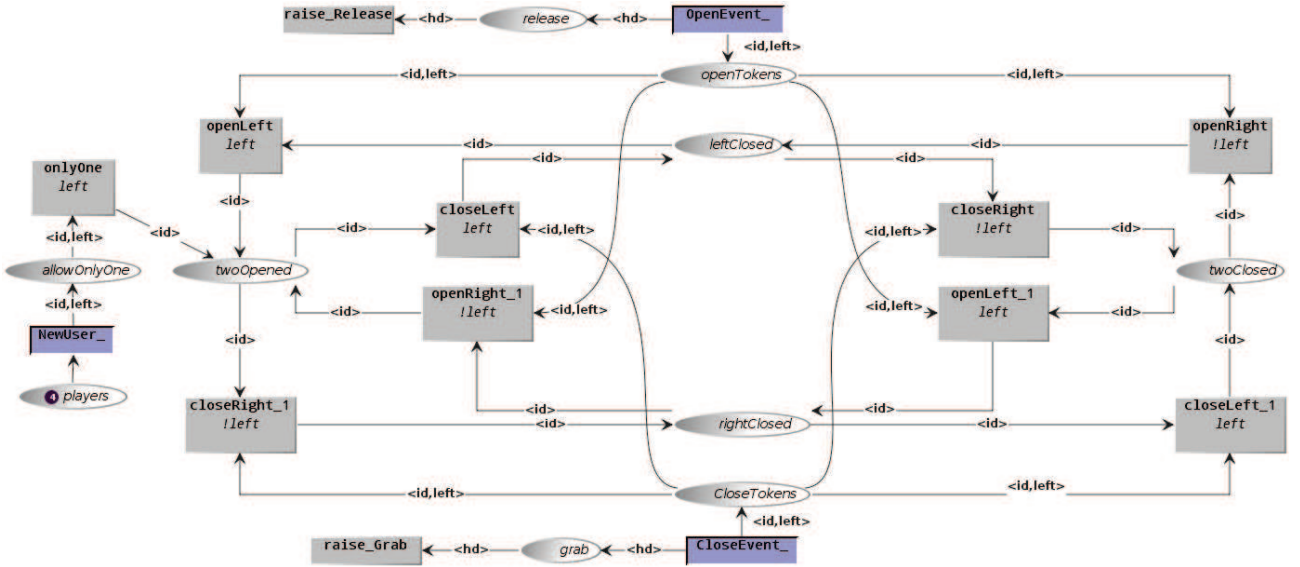 raise_Release
<hd>
release
<hd>
OpenEvent_
<id,left>
<id,left>
openTokens
<id,left>
openLeft
left
<id>
leftClosed
<id>
openRight
!left
<id>
<id>
onlyOne
left
<id>
<id>
closeLeft
left
<id,left>
<id,left>
closeRight
!left
<id>
<id>
<id>
<id>
<id,left>
allowOnlyOne
twoOpened
twoClosed
<id,left>
openRight_1
!left
<id,left>
<id,left>
openLeft_1
left
<id>
<id>
NewUser_
<id>
<id>
4 players
closeRight_1
!left
<id>
<id>
closeLeft_1
left
<id>
rightClosed
<id>
<id,left>
CloseTokens
<id,left>
<id,left>
raise_Grab
<hd>
grab
<hd>
CloseEvent_